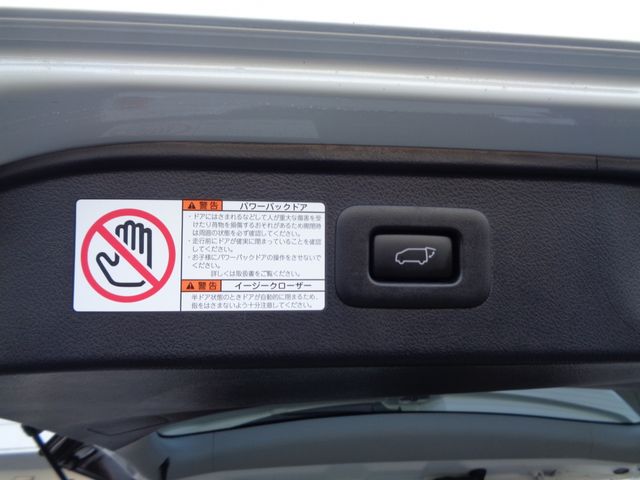 警告 パワーバックドア
・ドアにはさまれるなどして人が重大な傷害を受
けたり荷物を損傷するおそれがあるため開閉時
は周囲の状態を必ず確認してください。
・走行前にドアが確実に閉まっていることを確認
してください。
・お子様にパワーバックドアの操作をさせないで
ください。
詳しくは取扱書をご覧ください。
警告 イージークローザー
半ドア状態のときドアが自動的に閉まるため、
指をはさまないよう十分注意してください。